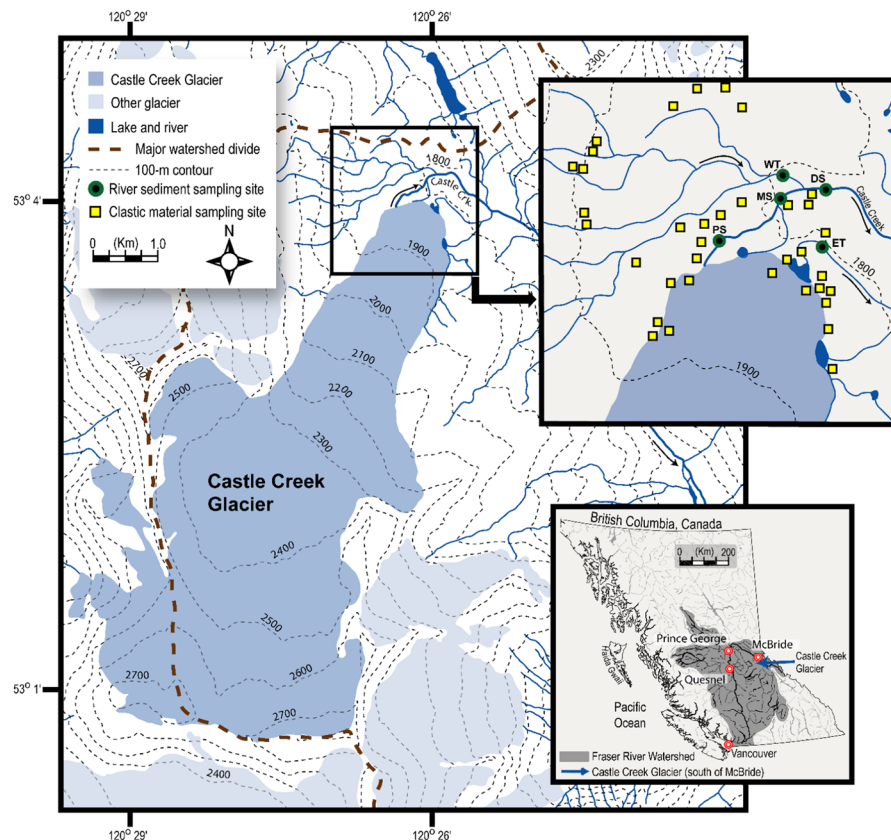 120° 29'
120° 26'
Castle Creek Glacier
Other glacier
Lake and river
Major watershed divide
100-m contour
River sediment sampling site
Clastic material sampling site
0 (Km) 1.0
N
53° 4'
53° 1'
2300
1800
Castle Crk.
1900
2000
2100
2200
2300
2700
2500
Castle Creek
Glacier
2400
2500
2600
2700
2700
2400
WT
DS
MS
PS
ET
Castle Creek
1800
1900
British Columbia, Canada
0 (Km) 200
Prince George
McBride
Castle Creek
Glacier
Quesnel
Haida Gwaii
Pacific
Ocean
Vancouver
Fraser River Watershed
Castle Creek Glacier (south of McBride)
120° 29'
120° 26'